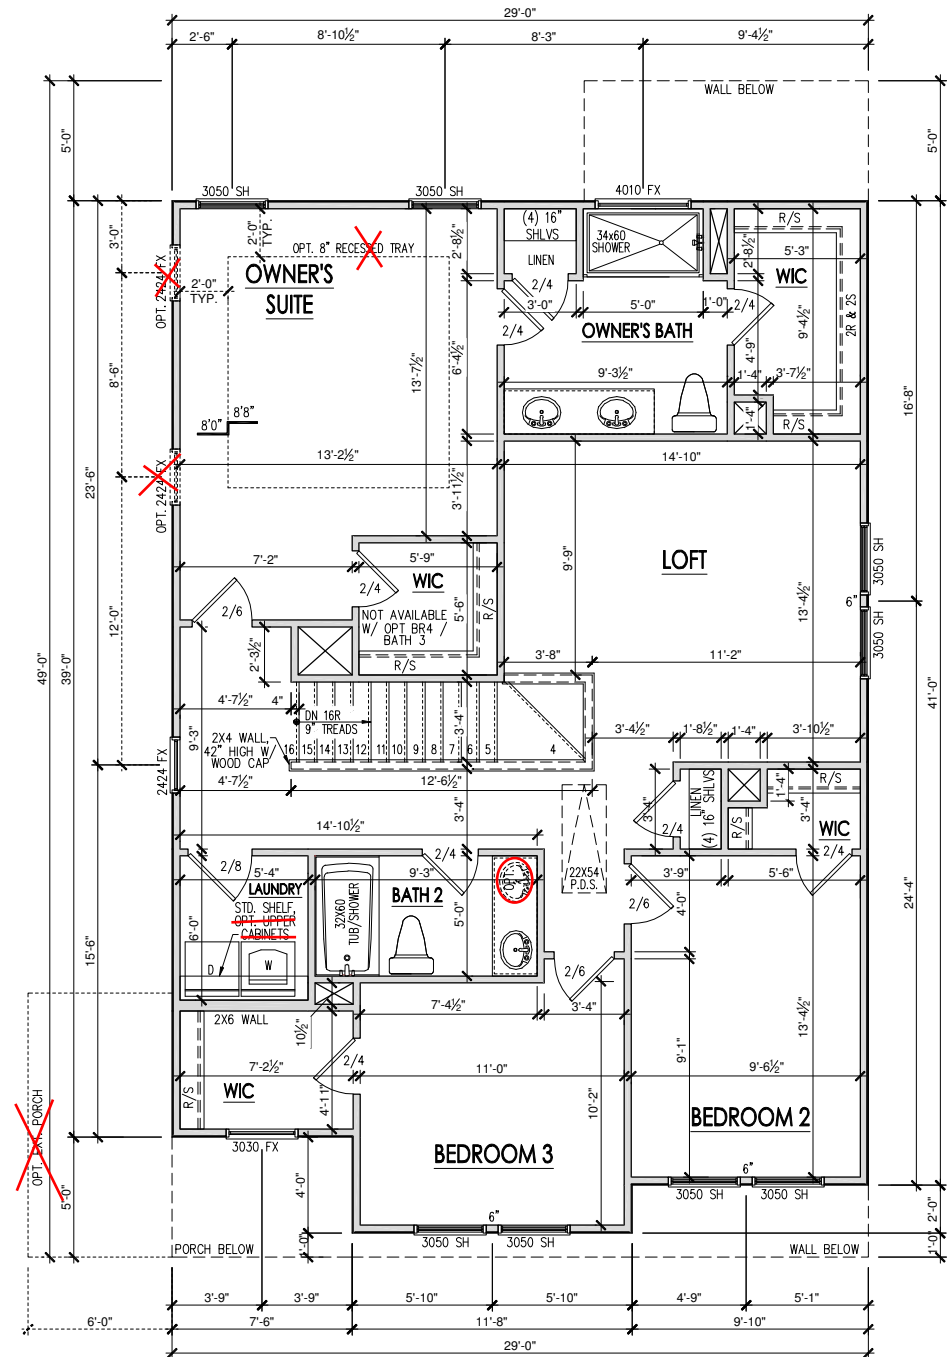 29'-0"
2'-6"
8'-10½"
8'-3"
9'-4½"
WALL BELOW
5'-0"
5'-0"
3050 SH
3050 SH
4010 FX
3'-0"
OPT. 2424 FX
2'-0"
TYP.
OPT. 8" RECESSED TRAY
2'-0"
TYP.
OWNER'S
SUITE
2'-8½"
(4) 16"
SHLVS
LINEN
34x60
SHOWER
2'-8½"
R/S
5'-3"
WIC
2/4
3'-0"
5'-0"
1'-0"
2/4
2/4
OWNER'S BATH
9'-4½"
2R & 2S
8'-6"
13'-7½"
6'-4½"
4'-9"
9'-3½"
1'-4"
3'-7½"
1'-4"
R/S
8'0"
8'8"
16'-8"
13'-2½"
14'-10"
23'-6"
OPT. 2424 FX
3'-11½"
9'-9"
LOFT
3050 SH
6"
3050 SH
13'-4½"
7'-2"
5'-9"
WIC
2/4
2/6
NOT AVAILABLE
W/ OPT BR4 /
BATH 3
5'-6"
R/S
R/S
12'-0"
49'-0"
39'-0"
41'-0"
2'-3½"
3'-8"
11'-2"
4'-7½"
4"
DN 16R
9" TREADS
2X4 WALL,
42" HIGH W/
WOOD CAP
16 15 14 13 12 11 10 9 8 7 6 5 4
3'-4"
9'-3"
2424 FX
3'-4½"
1'-8½"
1'-4"
3'-10½"
4'-7½"
12'-6½"
3'-4"
3'-4"
LINEN
(4) 16" SHLVS
1'-4"
R/S
R/S
3'-4"
WIC
14'-10½"
2/4
2/4
2/8
5'-4"
9'-3"
2/4
OPT.
22X54
P.D.S.
3'-9"
5'-6"
LAUNDRY
STD. SHELF,
OPT. UPPER
CABINETS
32X60
TUB/SHOWER
BATH 2
5'-0"
2/6
4'-0"
24'-4"
15'-6"
6'-0"
D
W
2/6
7'-4½"
3'-4"
2X6 WALL
10½"
13'-4½"
9'-1"
7'-2½"
2/4
11'-0"
9'-6½"
R/S
WIC
4'-11"
10'-2"
OPT. EXT. PORCH
BEDROOM 2
3030 FX
BEDROOM 3
5'-0"
4'-0"
6"
3050 SH
3050 SH
6"
3050 SH
3050 SH
2'-0"
1'-0"
PORCH BELOW
1'-0"
WALL BELOW
3'-9"
3'-9"
5'-10"
5'-10"
4'-9"
5'-1"
6'-0"
7'-6"
11'-8"
9'-10"
29'-0"